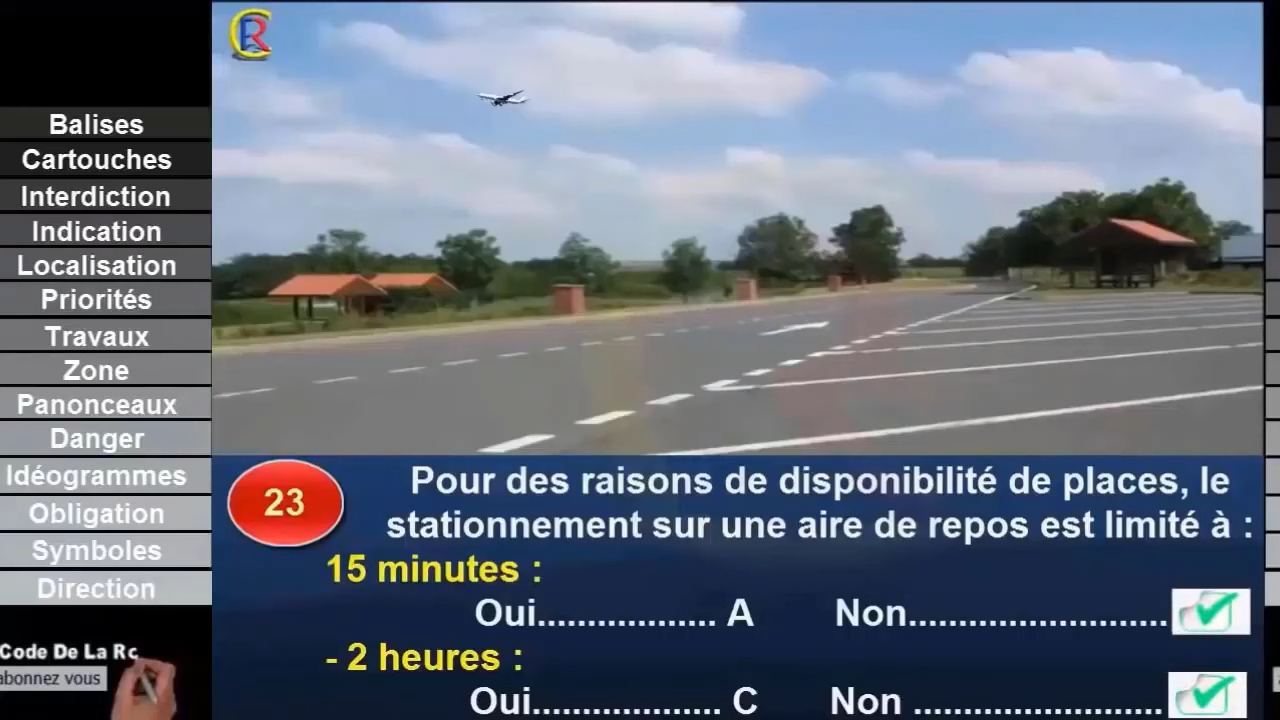 Balises
Cartouches
Interdiction
Indication
Localisation
Priorités
Travaux
Zone
Panonceaux
Danger
Idéogrammes
Obligation
Symboles
Direction
Code De La Rc
abonnez vous
23
Pour des raisons de disponibilité de places, le
stationnement sur une aire de repos est limité à :
15 minutes :
Oui.................. A Non..........................
- 2 heures :
Oui................... C Non .........................